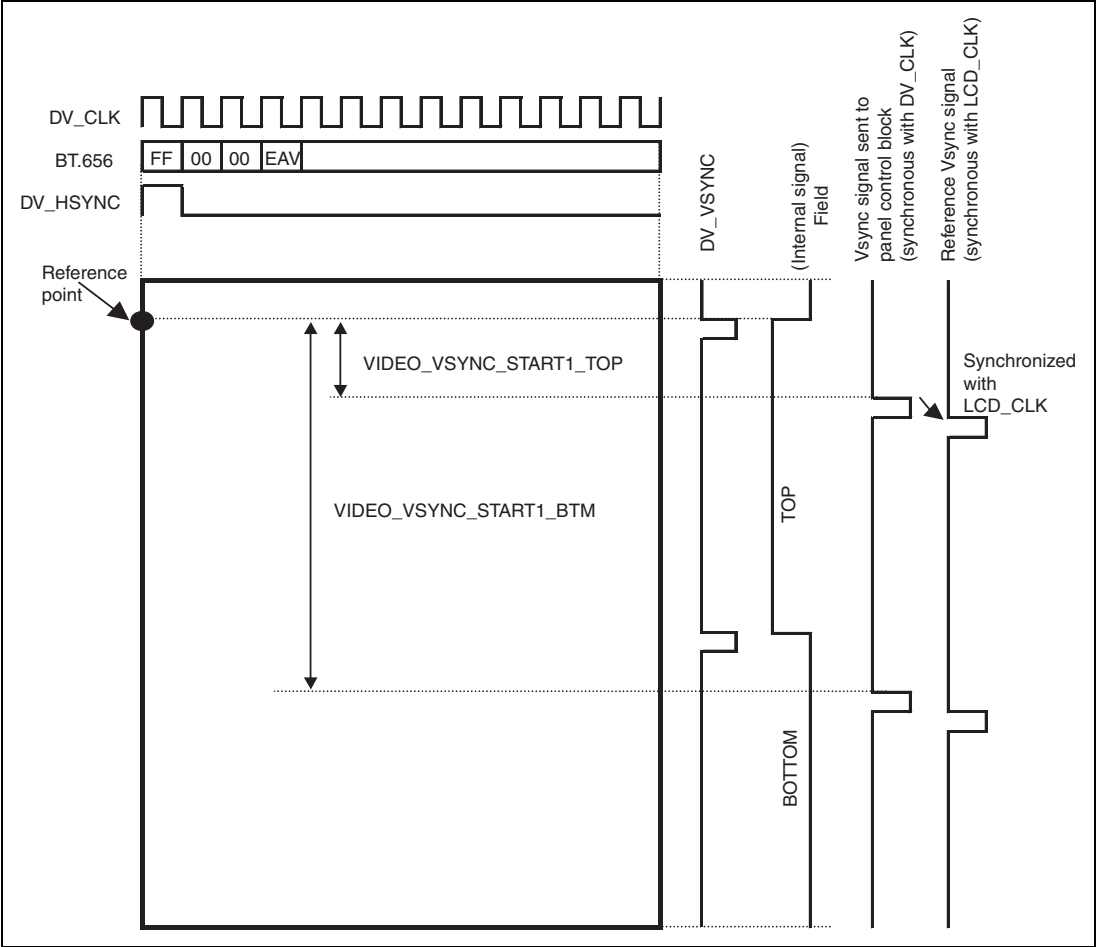 DV_CLK
BT.656
FF 00 00 EAV
DV_HSYNC
DV_VSYNC
(Internal signal)
Field
Vsync signal sent to
panel control block
(synchronous with DV_CLK)
Reference Vsync signal
(synchronous with LCD_CLK)
Reference
point
VIDEO_VSYNC_START1_TOP
Synchronized
with
LCD_CLK
VIDEO_VSYNC_START1_BTM
TOP
BOTTOM